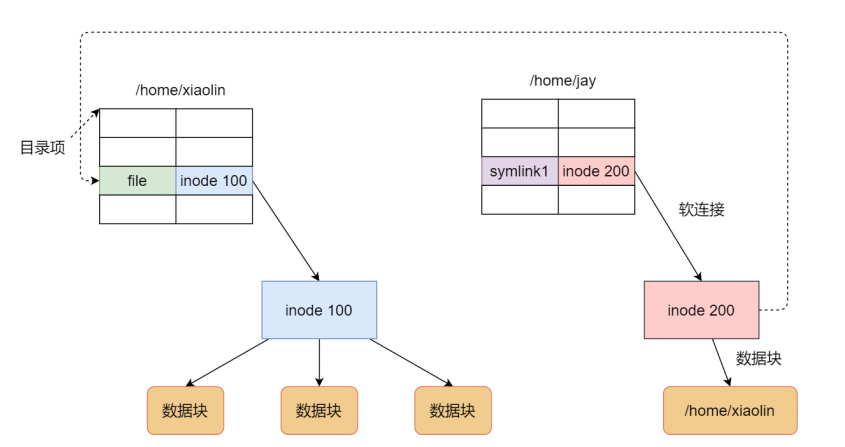 /home/xiaolin
/home/jay
目录项
file
inode 100
symlink1
inode 200
软连接
inode 100
inode 200
数据块
数据块
数据块
数据块
/home/xiaolin